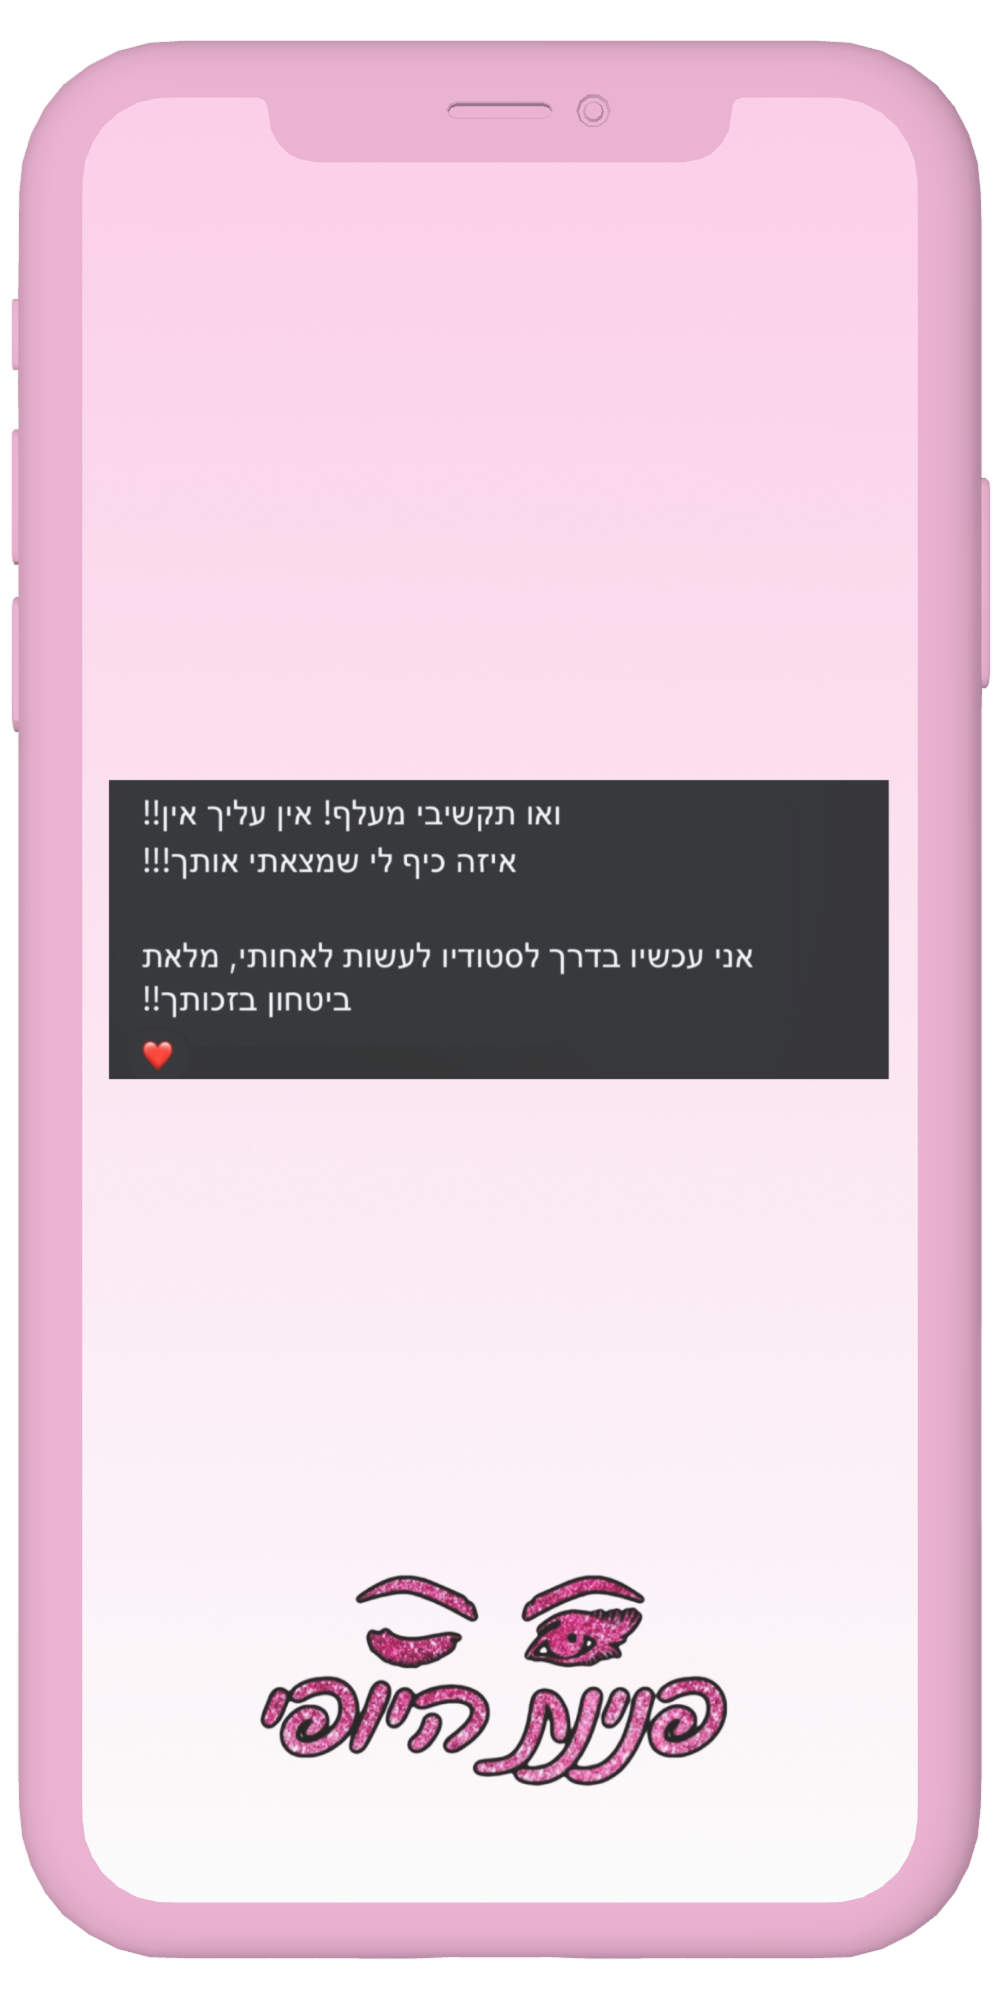 ואו תקשיבי מעלף! אין עליך אין!!
איזה כיף לי שמצאתי אותך!!!
אני עכשיו בדרך לסטודיו לעשות לאחותי, מלאת
ביטחון בזכותך!!
פינת היופי